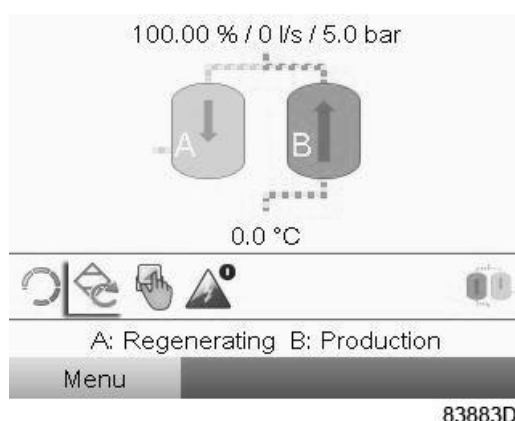 100.00 % / 0 l/s / 5.0 bar
A
B
0.0 °C
0
A: Regenerating B: Production
Menu
83883D